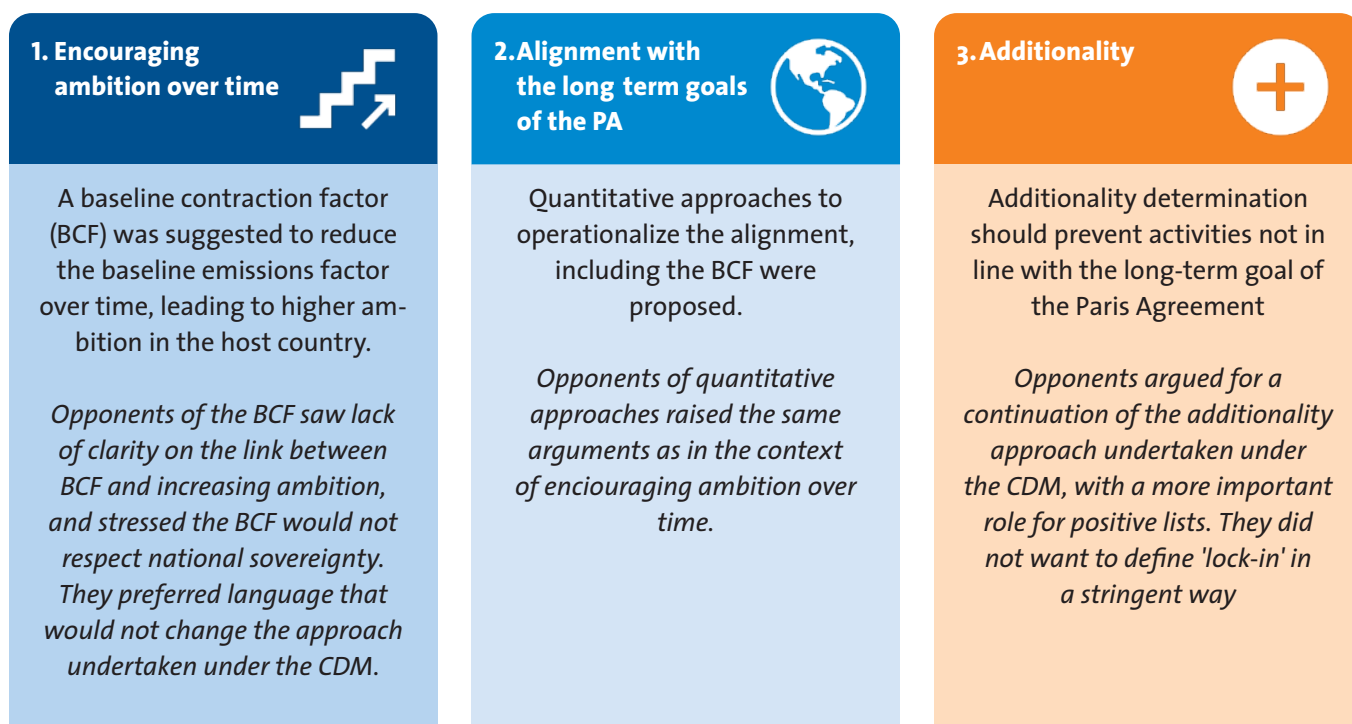 1. Encouraging
ambition over time
A baseline contraction factor
(BCF) was suggested to reduce
the baseline emissions factor
over time, leading to higher am-
bition in the host country.
Opponents of the BCF saw lack
of clarity on the link between
BCF and increasing ambition,
and stressed the BCF would not
respect national sovereignty.
They preferred language that
would not change the approach
undertaken under the CDM.
2.Alignment with
the long term goals
of the PA
Quantitative approaches to
operationalize the alignment,
including the BCF were
proposed.
Opponents of quantitative
approaches raised the same
arguments as in the context
of enciouraging ambition over
time.
3. Additionality
Additionality determination
should prevent activities not in
line with the long-term goal of
the Paris Agreement
Opponents argued for a
continuation of the additionality
approach undertaken under
the CDM, with a more important
role for positive lists. They did
not want to define 'lock-in' in
a stringent way